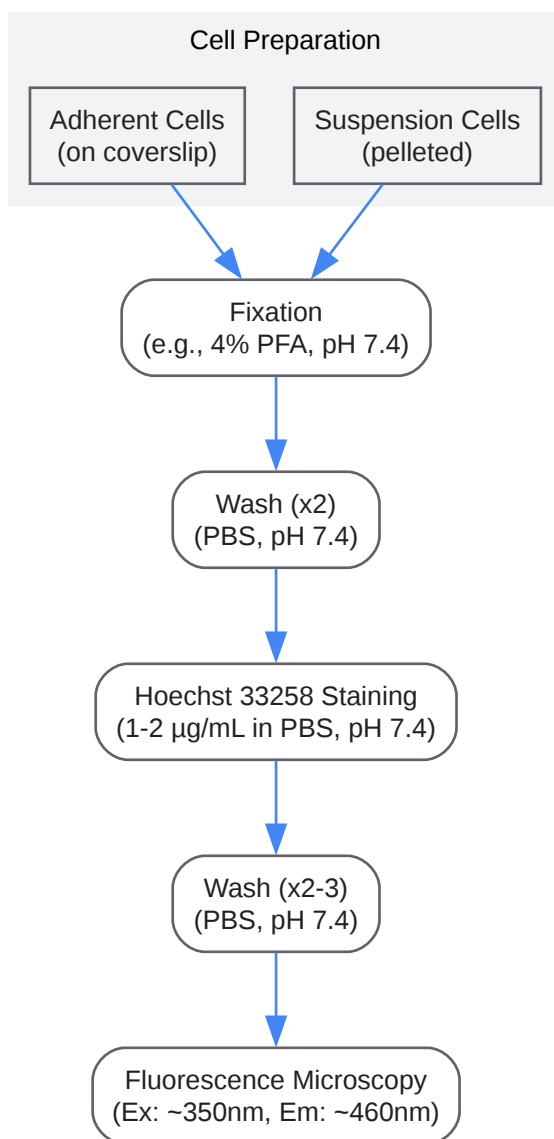 Cell Preparation
Adherent Cells
(on coverslip)
Suspension Cells
(pelleted)
Fixation
(e.g., 4% PFA, pH 7.4)
Wash (x2)
(PBS, pH 7.4)
Hoechst 33258 Staining
(1-2 µg/mL in PBS, pH 7.4)
Wash (x2-3)
(PBS, pH 7.4)
Fluorescence Microscopy
(Ex: ~350nm, Em: ~460nm)